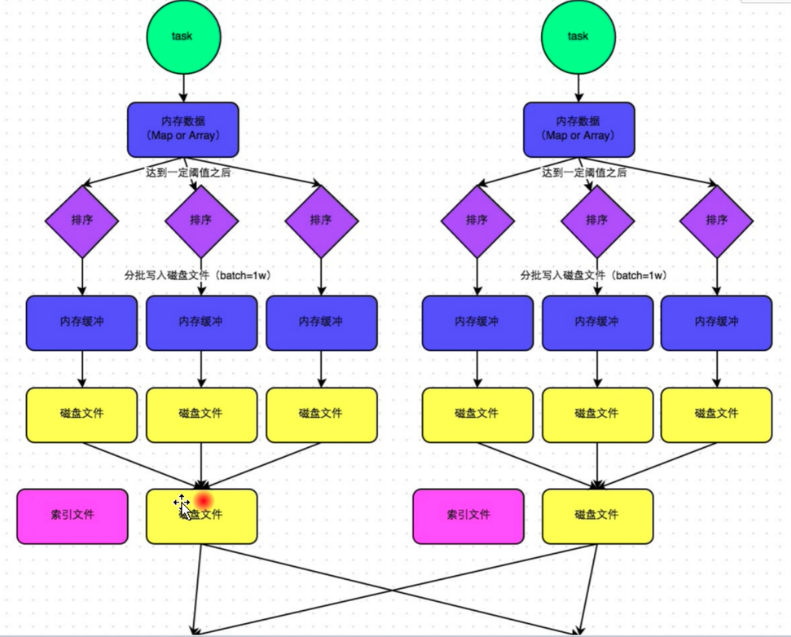 task
task
内存数据
（Map or Array）
内存数据
（Map or Array）
达到一定阈值之后
达到一定阈值之后
排序
排序
排序
排序
排序
排序
分批写入磁盘文件（batch=1w）
分批写入磁盘文件（batch=1w）
内存缓冲
内存缓冲
内存缓冲
内存缓冲
内存缓冲
内存缓冲
磁盘文件
磁盘文件
磁盘文件
磁盘文件
磁盘文件
磁盘文件
索引文件
磁盘文件
索引文件
磁盘文件